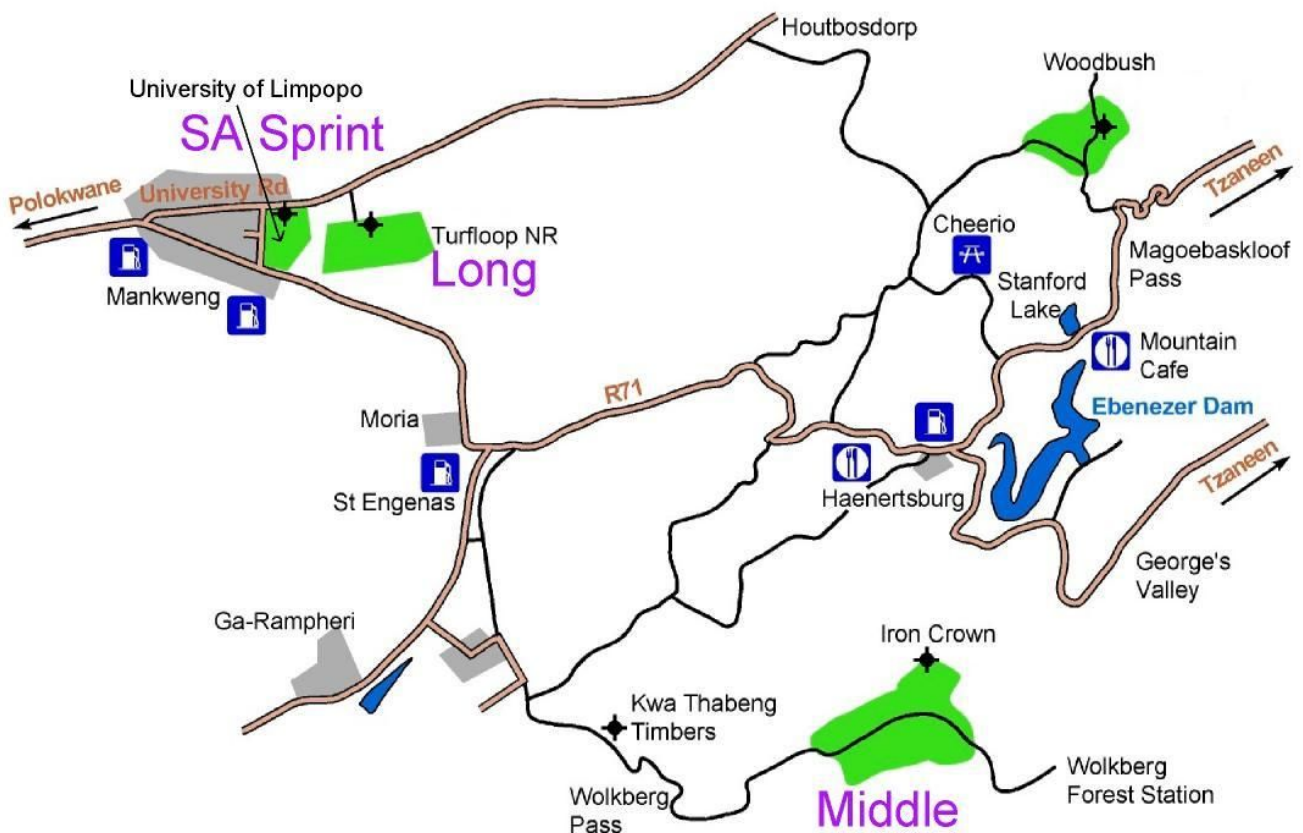 Houtbosdorp
Woodbush
University of Limpopo
SA Sprint
Polokwane
University Rd
Tzaneen
Turfloop NR
Long
Cheerio
Magoebaskloof
Pass
Stanford
Lake
Mankweng
Mountain
Cafe
R71
Moria
Ebenezer Dam
St Engenas
Haenertsburg
Tzaneen
George's
Valley
Ga-Rampheri
Iron Crown
Kwa Thabeng
Timbers
Wolkberg
Forest Station
Wolkberg
Pass
Middle